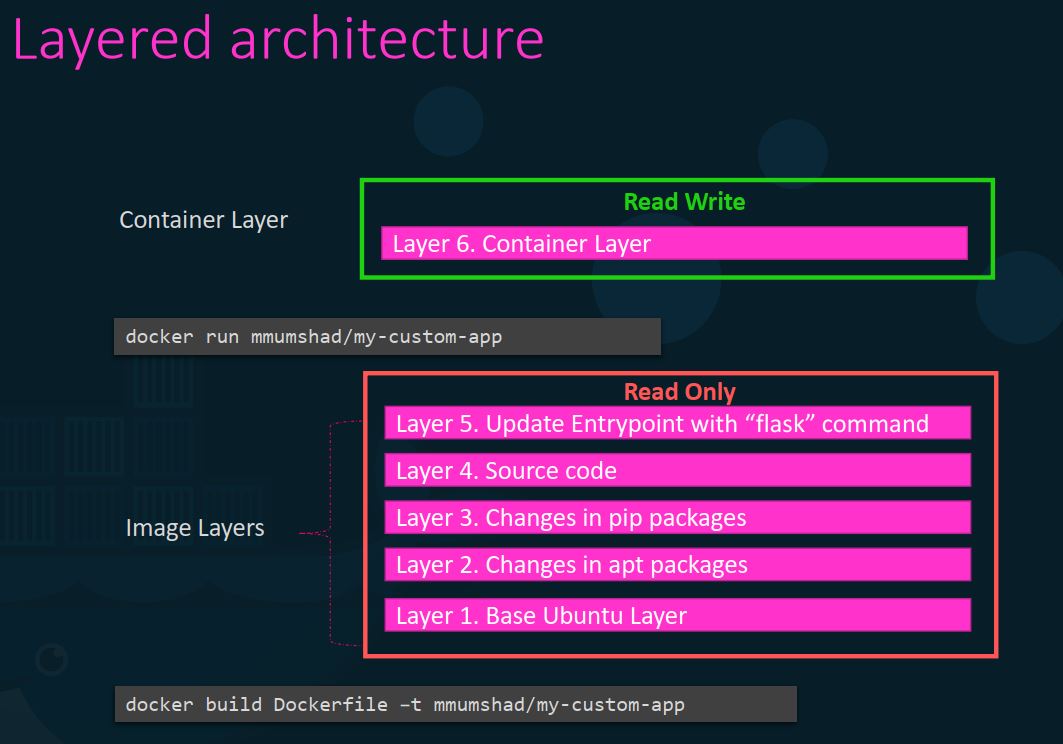 Layered architecture
Container Layer
Read Write
Layer 6. Container Layer
docker run mmumshad/my-custom-app
Read Only
Layer 5. Update Entrypoint with “flask” command
Layer 4. Source code
Layer 3. Changes in pip packages
Image Layers
Layer 2. Changes in apt packages
Layer 1. Base Ubuntu Layer
docker build Dockerfile –t mmumshad/my-custom-app